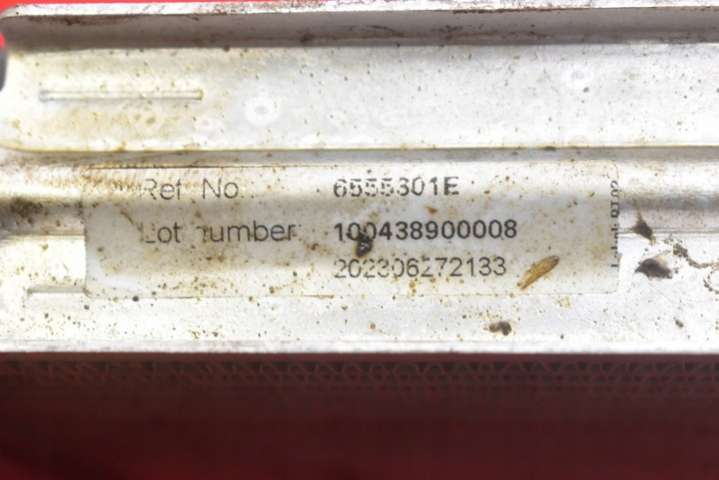 Ref No.
6555301E
Lot number
100438900008
202306272133